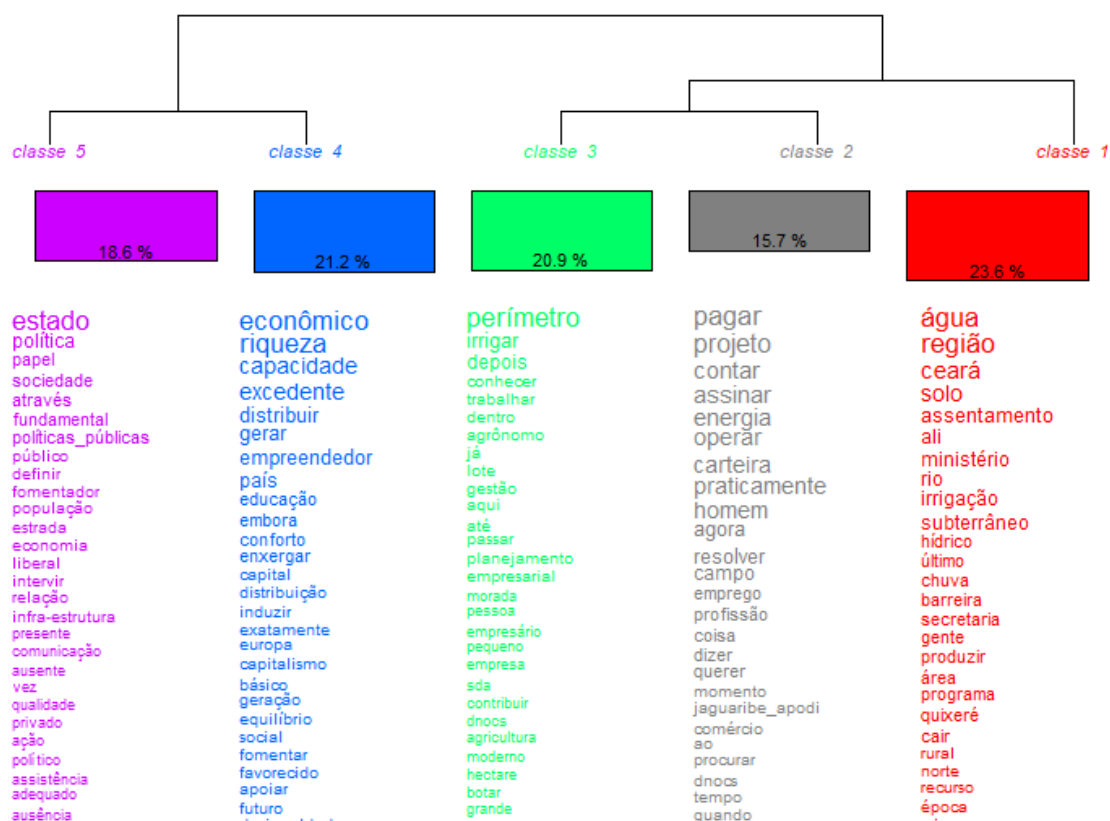 classe 5
classe 4
classe 3
classe 2
classe 1
18.6 %
21.2 %
20.9 %
15.7 %
23.6 %
estado
política
papel
sociedade
através
fundamental
políticas_públicas
público
definir
fomentador
população
estrada
economia
liberal
intervir
relação
infra-estrutura
presente
comunicação
ausente
vez
qualidade
privado
ação
político
assistência
adequado
ausência
econômico
riqueza
capacidade
excedente
distribuir
gerar
empreendedor
país
educação
embora
conforto
enxergar
capital
distribuição
induzir
exatamente
europa
capitalismo
básico
geração
equilíbrio
social
fomentar
favorecido
apoiar
futuro
perímetro
irrigar
depois
conhecer
trabalhar
dentro
agrônomo
já
lote
gestão
aqui
até
passar
planejamento
empresarial
morada
pessoa
empresário
pequeno
empresa
sda
contribuir
dnocs
agricultura
moderno
hectare
botar
grande
pagar
projeto
contar
assinar
energia
operar
carteira
praticamente
homem
agora
resolver
campo
emprego
profissão
coisa
dizer
querer
momento
jaguaribe_apodi
comércio
ao
procurar
dnocs
tempo
quando
água
região
ceará
solo
assentamento
ali
ministério
rio
irrigação
subterrâneo
hídrico
último
chuva
barreira
secretaria
gente
produzir
área
programa
quixeré
cair
rural
norte
recurso
época